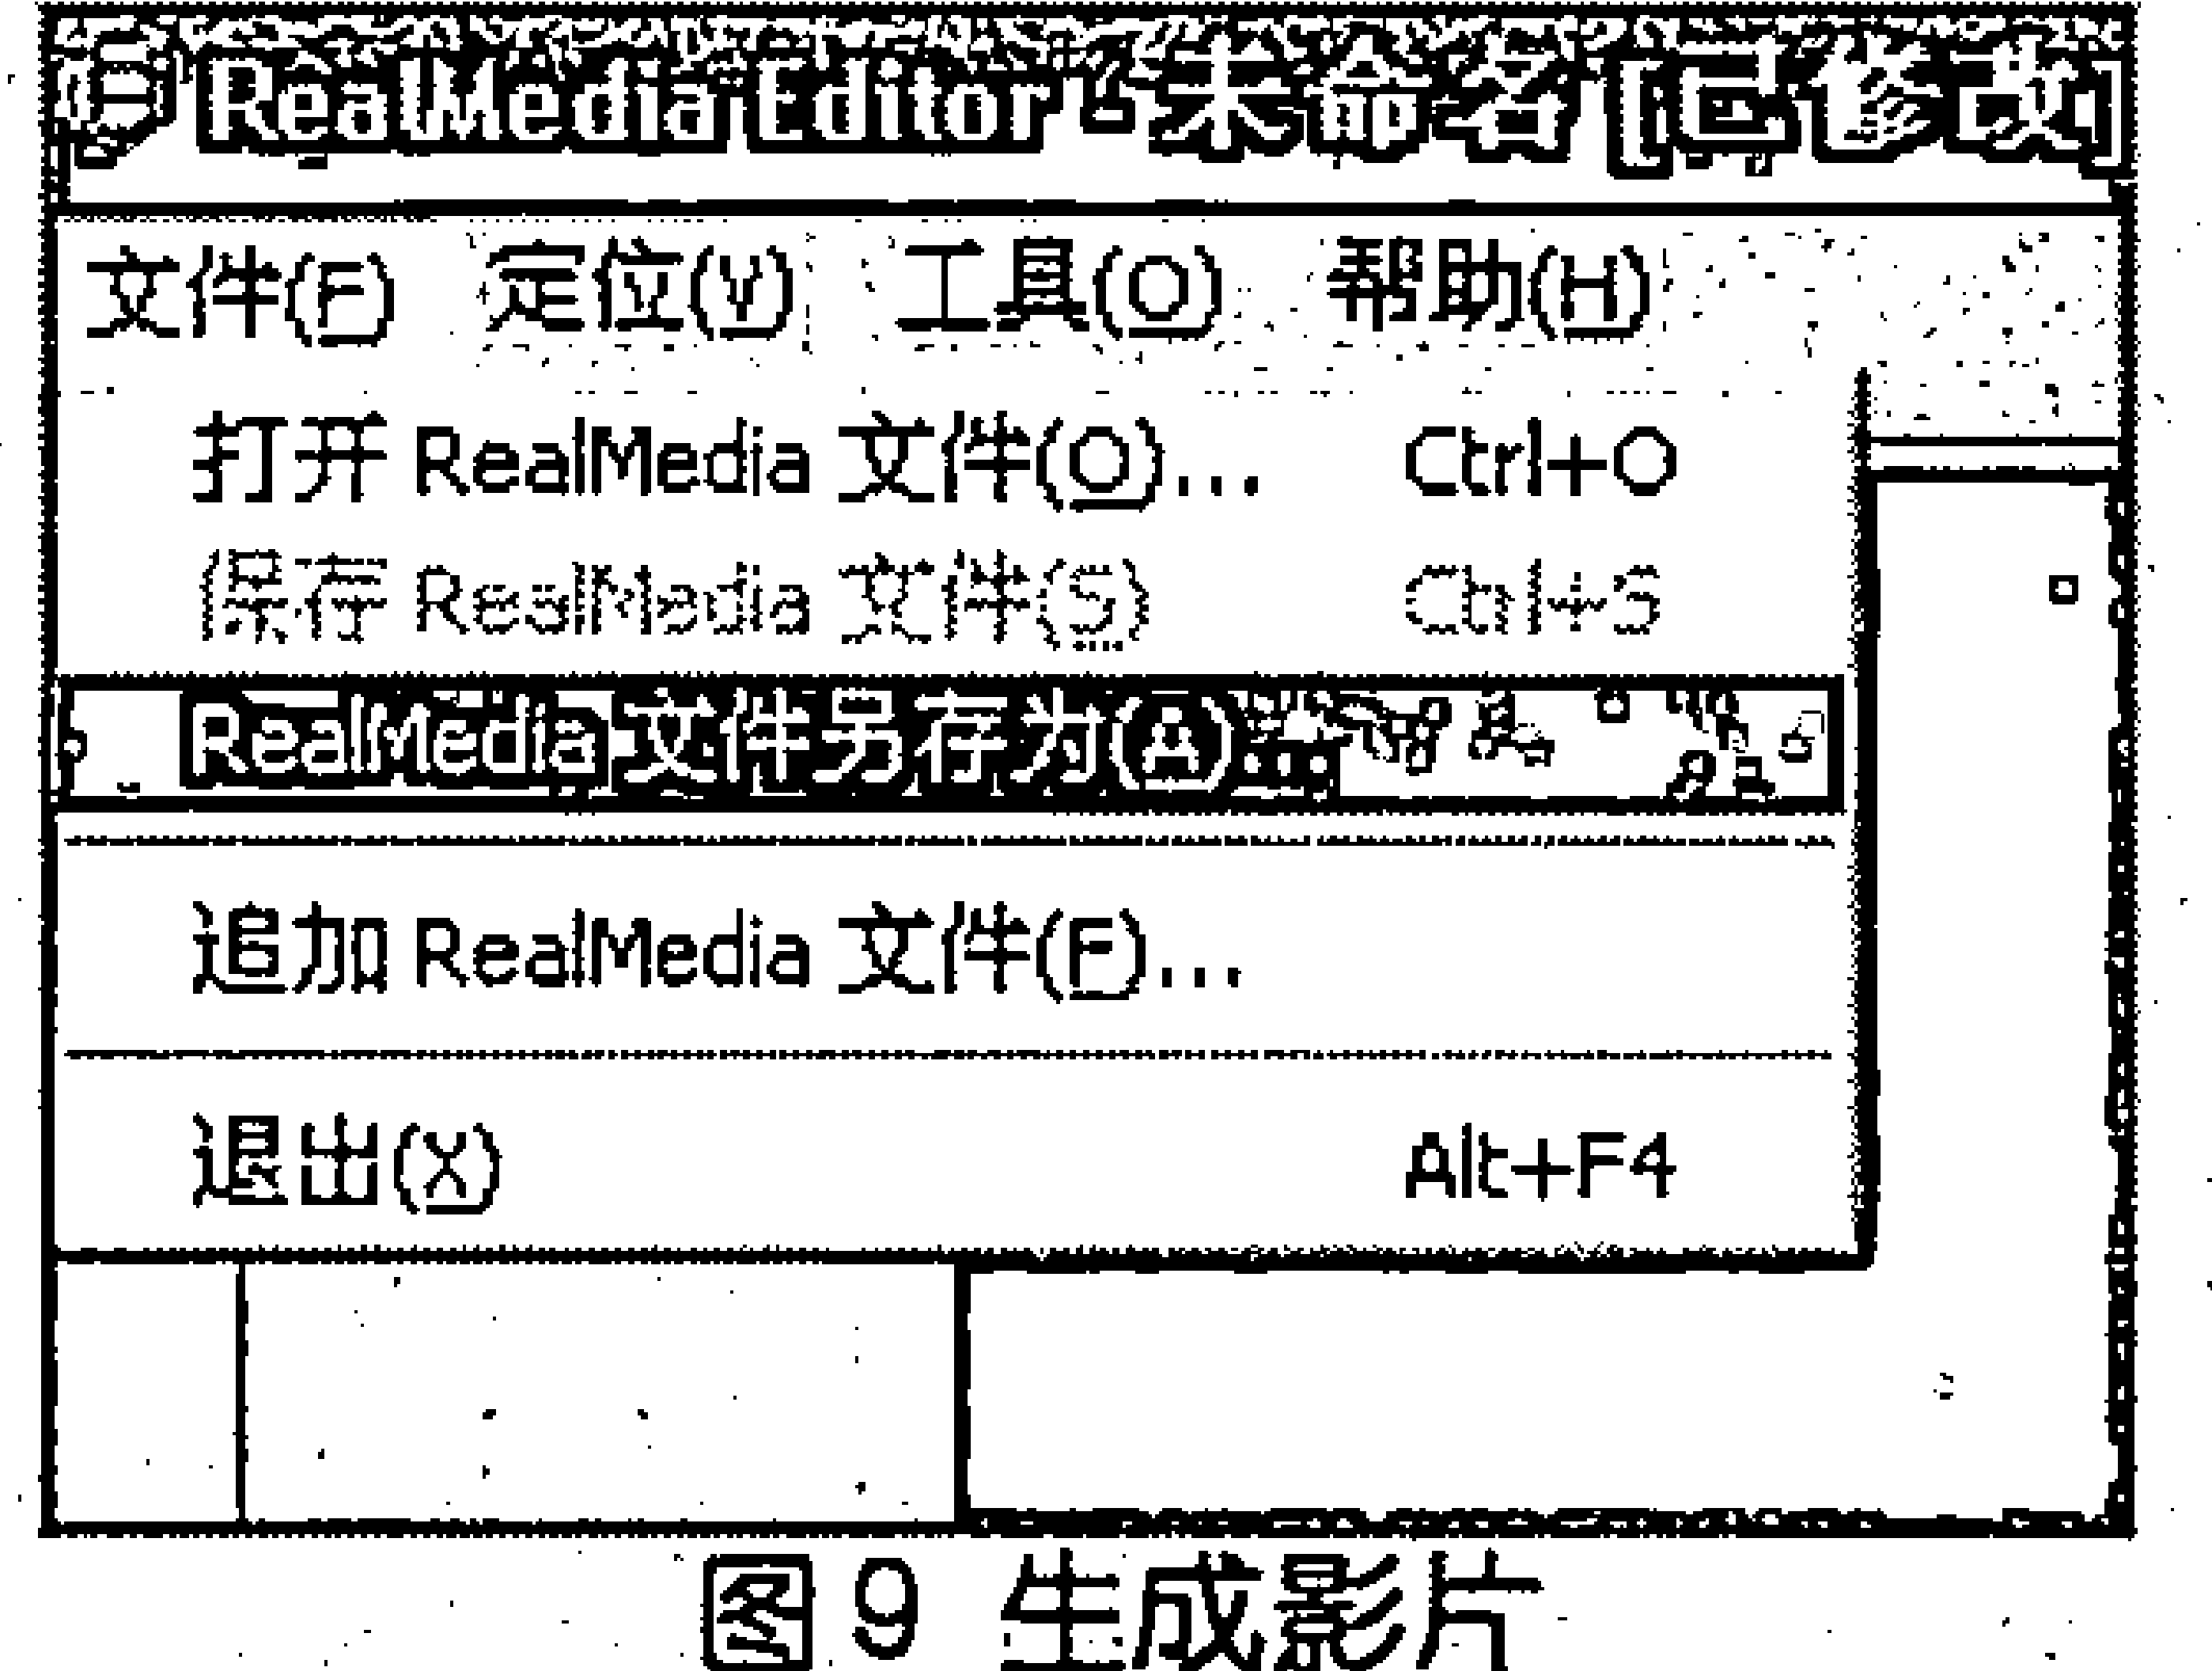 RealMedia Editor - 未命名 [已修改]
文件(F) 定位(V) 工具(O) 帮助(H)
打开 RealMedia 文件(O)... Ctrl+O
保存 RealMedia 文件(S) Ctrl+S
RealMedia 文件另存为(A)...
追加 RealMedia 文件(F)...
退出(X) Alt+F4
图 9 生成影片